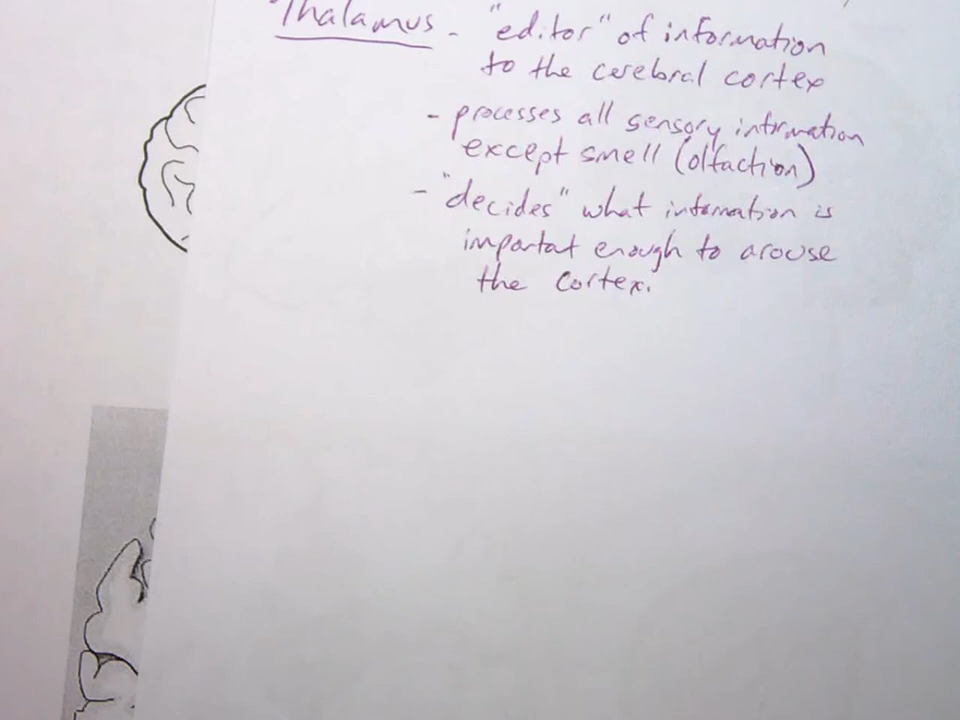 Thalamus - "editor" of information
to the cerebral cortex
- processes all sensory information
except smell (olfaction)
- "decides" what information is
importat enough to arouse
the cortex.